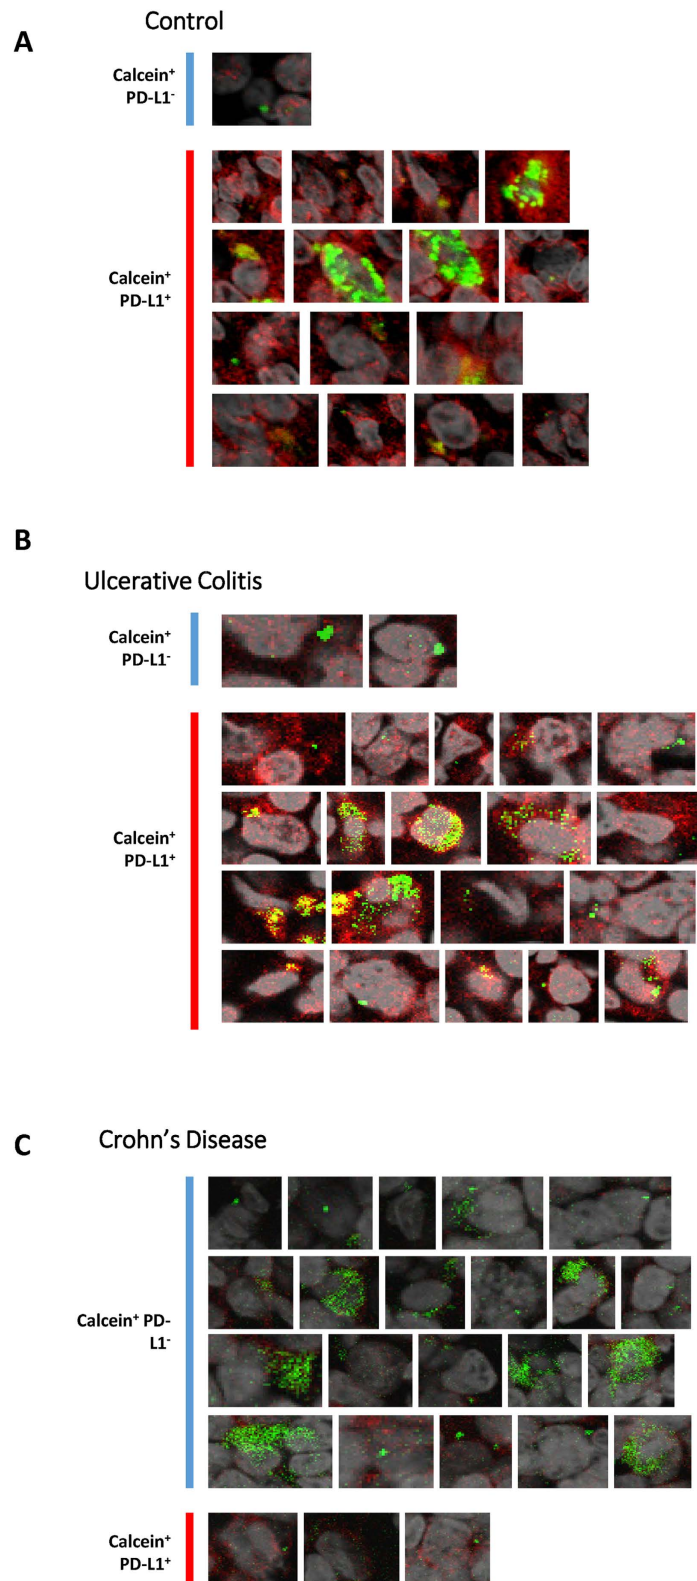 Control
A
Calcein⁺
PD-L1⁻
Calcein⁺
PD-L1⁺
B
Ulcerative Colitis
Calcein⁺
PD-L1⁻
Calcein⁺
PD-L1⁺
C
Crohn’s Disease
Calcein⁺ PD-
L1⁻
Calcein⁺
PD-L1⁺